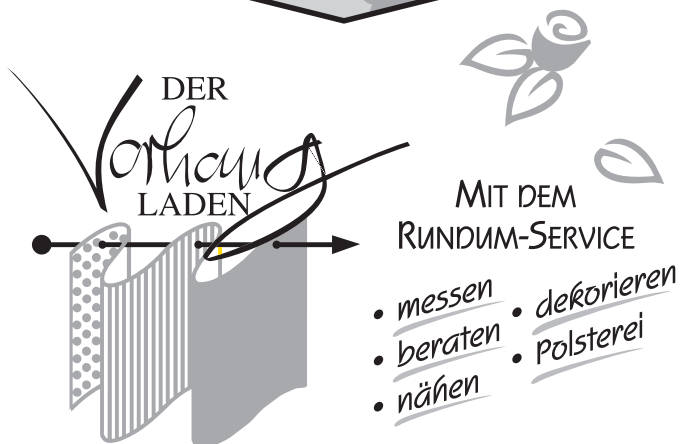 DER
Vorhang
LADEN
MIT DEM
RUNDUM-SERVICE
• messen
• beraten
• nähen
• dekorieren
• Polsterei